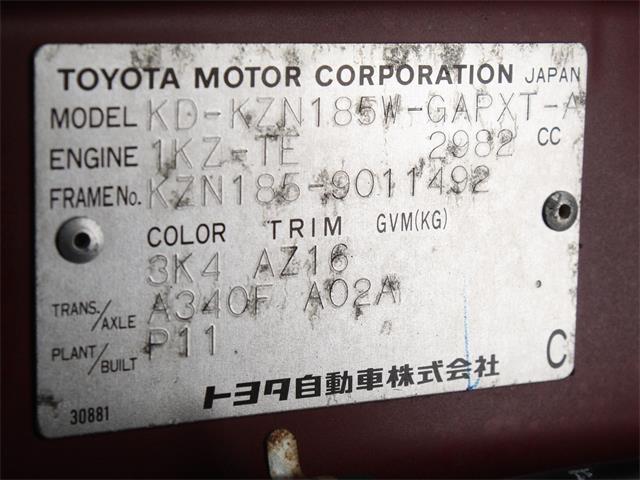 TOYOTA MOTOR CORPORATION JAPAN
MODEL KD-KZN185W-GAPXT-A
ENGINE 1KZ-TE 2982 CC
FRAME No. KZN185-9011492
COLOR TRIM GVM(KG)
3K4 AZ16
TRANS./AXLE A340F A02A
PLANT/BUILT P11
C
トヨタ自動車株式会社
30881